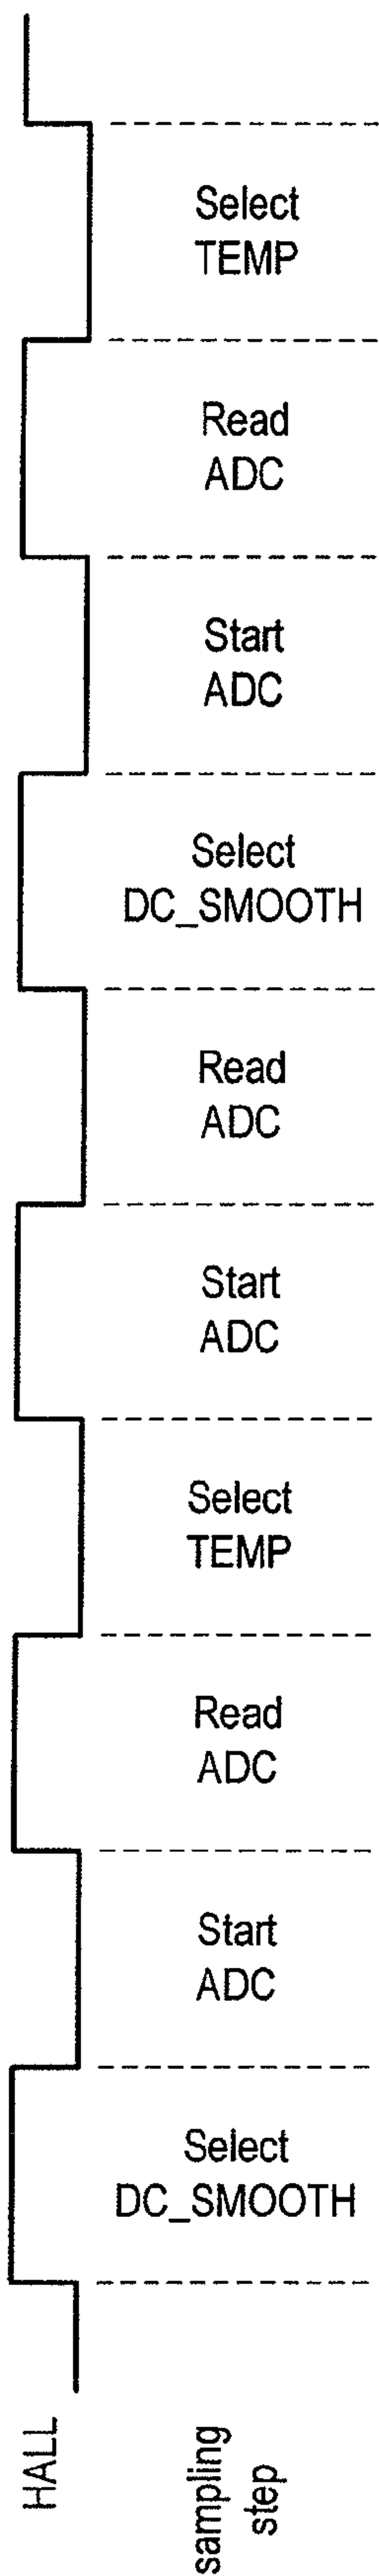 Select
TEMP
Read
ADC
Start
ADC
Select
DC_SMOOTH
Read
ADC
Start
ADC
Select
TEMP
Read
ADC
Start
ADC
Select
DC_SMOOTH
HALL
sampling
step